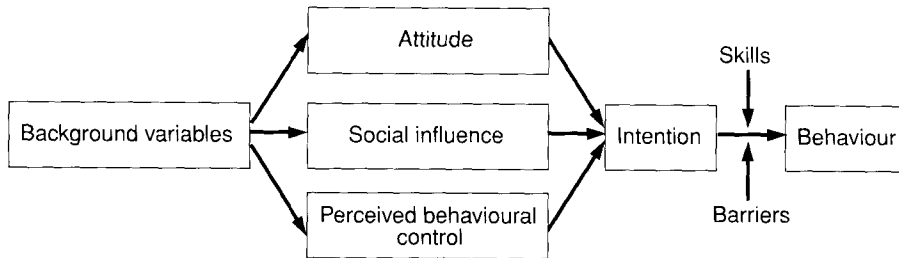 Attitude
Skills
Background variables
Social influence
Intention
Behaviour
Perceived behavioural
control
Barriers